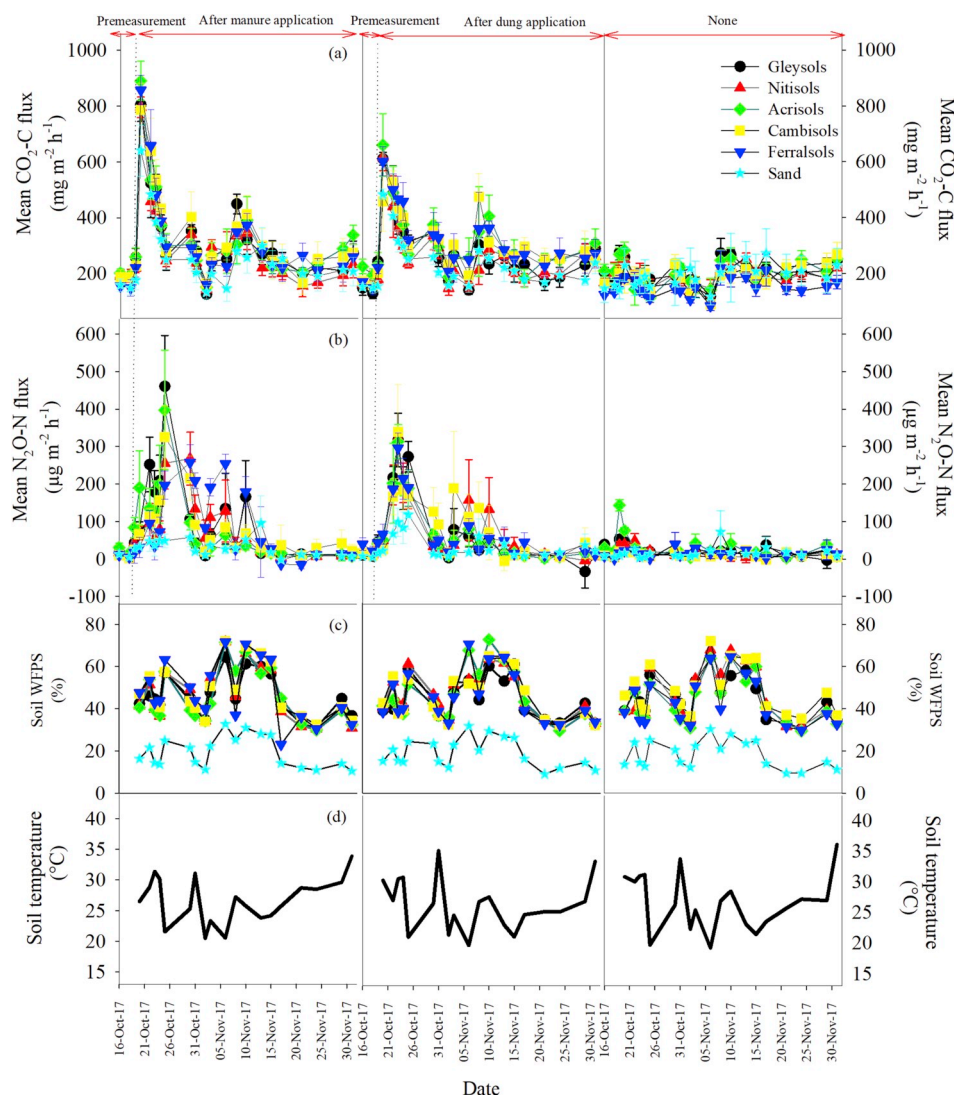 Premeasurement After manure application Premeasurement After dung application None
1000 (a) 1000
Gleysols
Nitisols
800 Acrisols 800
Cambisols
600 Ferralsols 600
Sand
400 400
200 200
Mean CO₂-C flux
(mg m⁻² h⁻¹)
Mean CO₂-C flux
(mg m⁻² h⁻¹)
600 (b) 600
500 500
400 400
300 300
200 200
100 100
0 0
-100 -100
Mean N₂O-N flux
(µg m⁻² h⁻¹)
Mean N₂O-N flux
(µg m⁻² h⁻¹)
80 (c) 80
60 60
40 40
20 20
0 0
Soil WFPS
(%)
Soil WFPS
(%)
40 (d) 40
35 35
30 30
25 25
20 20
15 15
Soil temperature
(°C)
Soil temperature
(°C)
16-Oct-17 21-Oct-17 26-Oct-17 31-Oct-17 05-Nov-17 10-Nov-17 15-Nov-17 20-Nov-17 25-Nov-17 30-Nov-17 16-Oct-17 21-Oct-17 26-Oct-17 31-Oct-17 05-Nov-17 10-Nov-17 15-Nov-17 20-Nov-17 25-Nov-17 30-Nov-17 16-Oct-17 21-Oct-17 26-Oct-17 31-Oct-17 05-Nov-17 10-Nov-17 15-Nov-17 20-Nov-17 25-Nov-17 30-Nov-17
Date